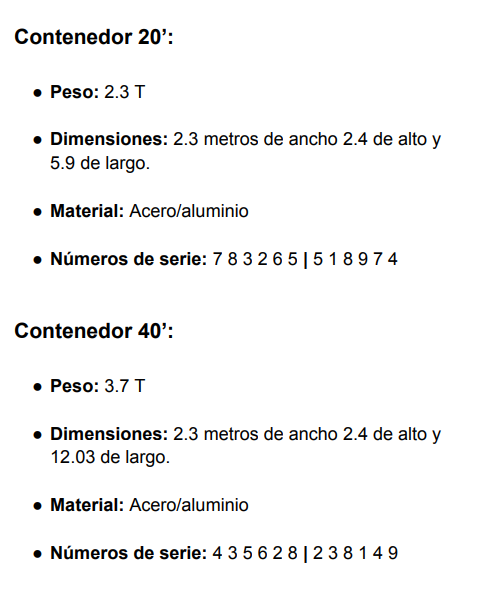 Contenedor 20’:
● Peso: 2.3 T
● Dimensiones: 2.3 metros de ancho 2.4 de alto y
5.9 de largo.
● Material: Acero/aluminio
● Números de serie: 7 8 3 2 6 5 | 5 1 8 9 7 4
Contenedor 40’:
● Peso: 3.7 T
● Dimensiones: 2.3 metros de ancho 2.4 de alto y
12.03 de largo.
● Material: Acero/aluminio
● Números de serie: 4 3 5 6 2 8 | 2 3 8 1 4 9